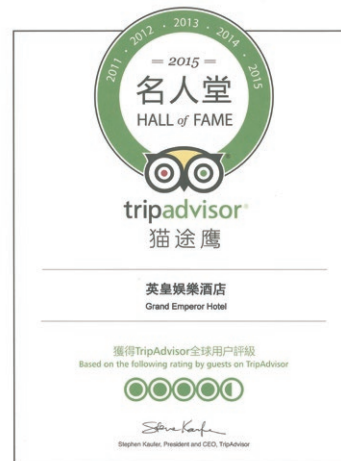 2011 · 2012 · 2013 · 2014 · 2015
2015
名人堂
HALL of FAME
tripadvisor®
猫途鹰
英皇娛樂酒店
Grand Emperor Hotel
獲得TripAdvisor全球用户評級
Based on the following rating by guests on TripAdvisor
Stephen Kaufer, President and CEO, TripAdvisor